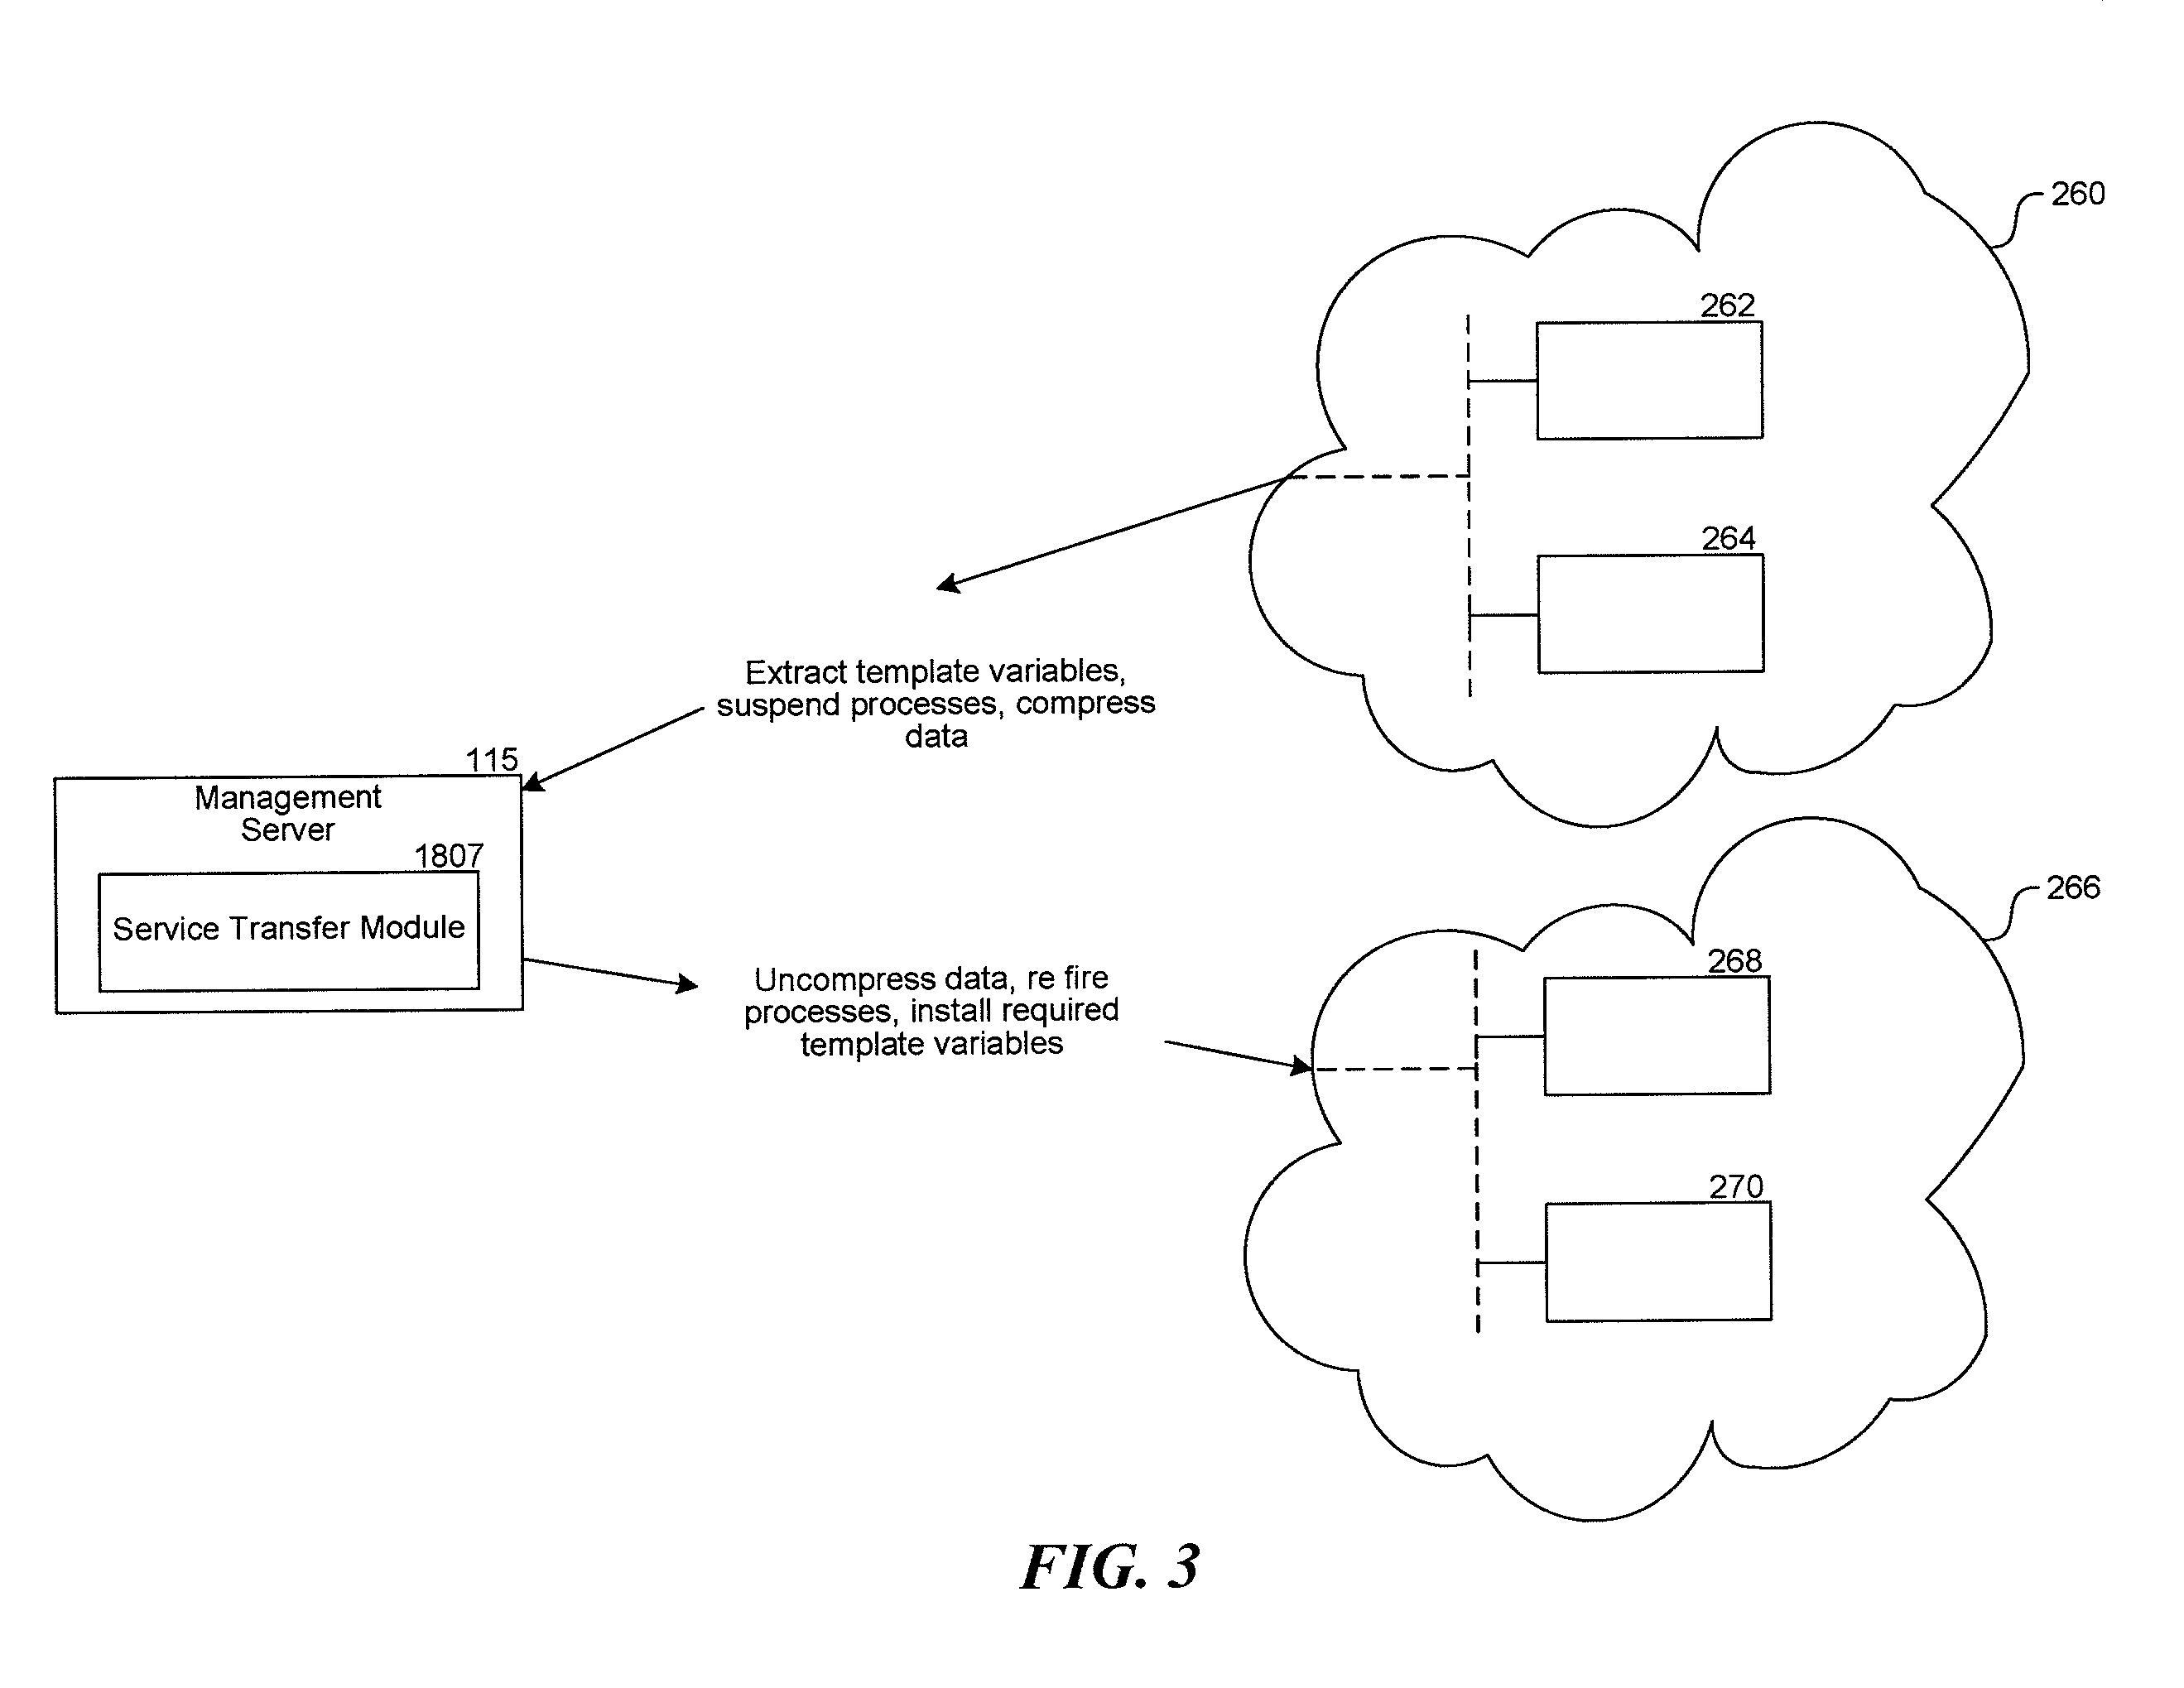 260
262
264
Extract template variables,
suspend processes, compress
data
115
Management
Server
1807
Service Transfer Module
266
268
Uncompress data, re fire
processes, install required
template variables
270
FIG. 3